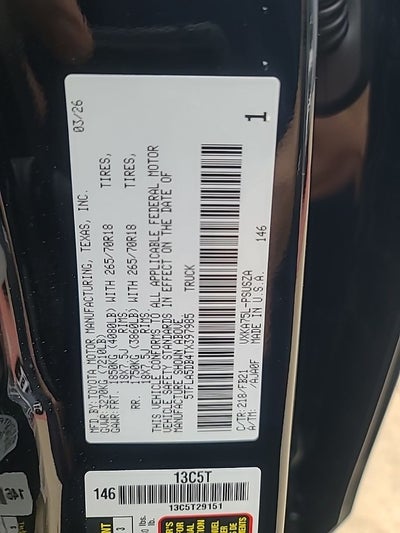 MFD.BY:TOYOTA MOTOR MANUFACTURING, TEXAS, INC. 03/26
GVWR:3270KG (7210LB)
GAWR:FRT. 1850KG (4080LB) WITH 265/70R18 TIRES,
18X7.5J RIMS
RR. 1750KG (3860LB) WITH 265/70R18 TIRES,
18X7.5J RIMS
THIS VEHICLE CONFORMS TO ALL APPLICABLE FEDERAL MOTOR
VEHICLE SAFETY STANDARDS IN EFFECT ON THE DATE OF
MANUFACTURE SHOWN ABOVE.
5TFLA5DB4TX397985 TRUCK
C/TR:218/FB21 VXKA75L-PSUSZA
A/TM: /AJA0F MADE IN U.S.A.
146
1
13C5T
146
13C5T29151